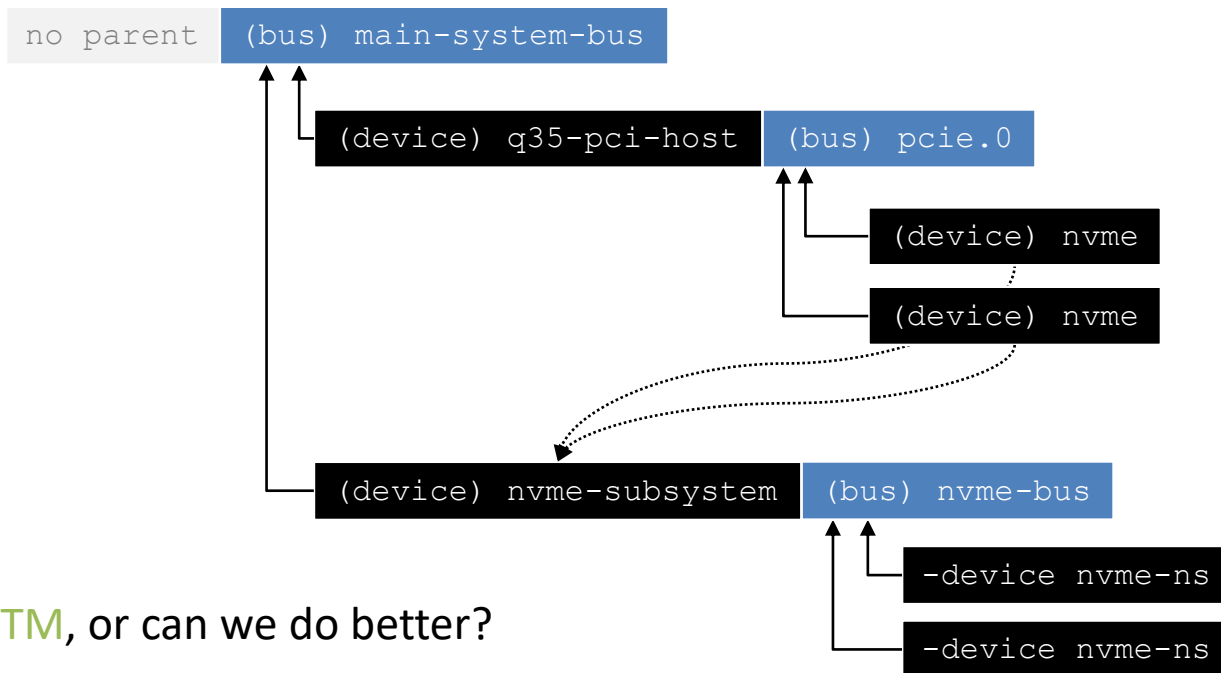 no parent (bus) main-system-bus
(device) q35-pci-host (bus) pcie.0
(device) nvme
(device) nvme
(device) nvme-subsystem (bus) nvme-bus
-device nvme-ns
TM, or can we do better?
-device nvme-ns